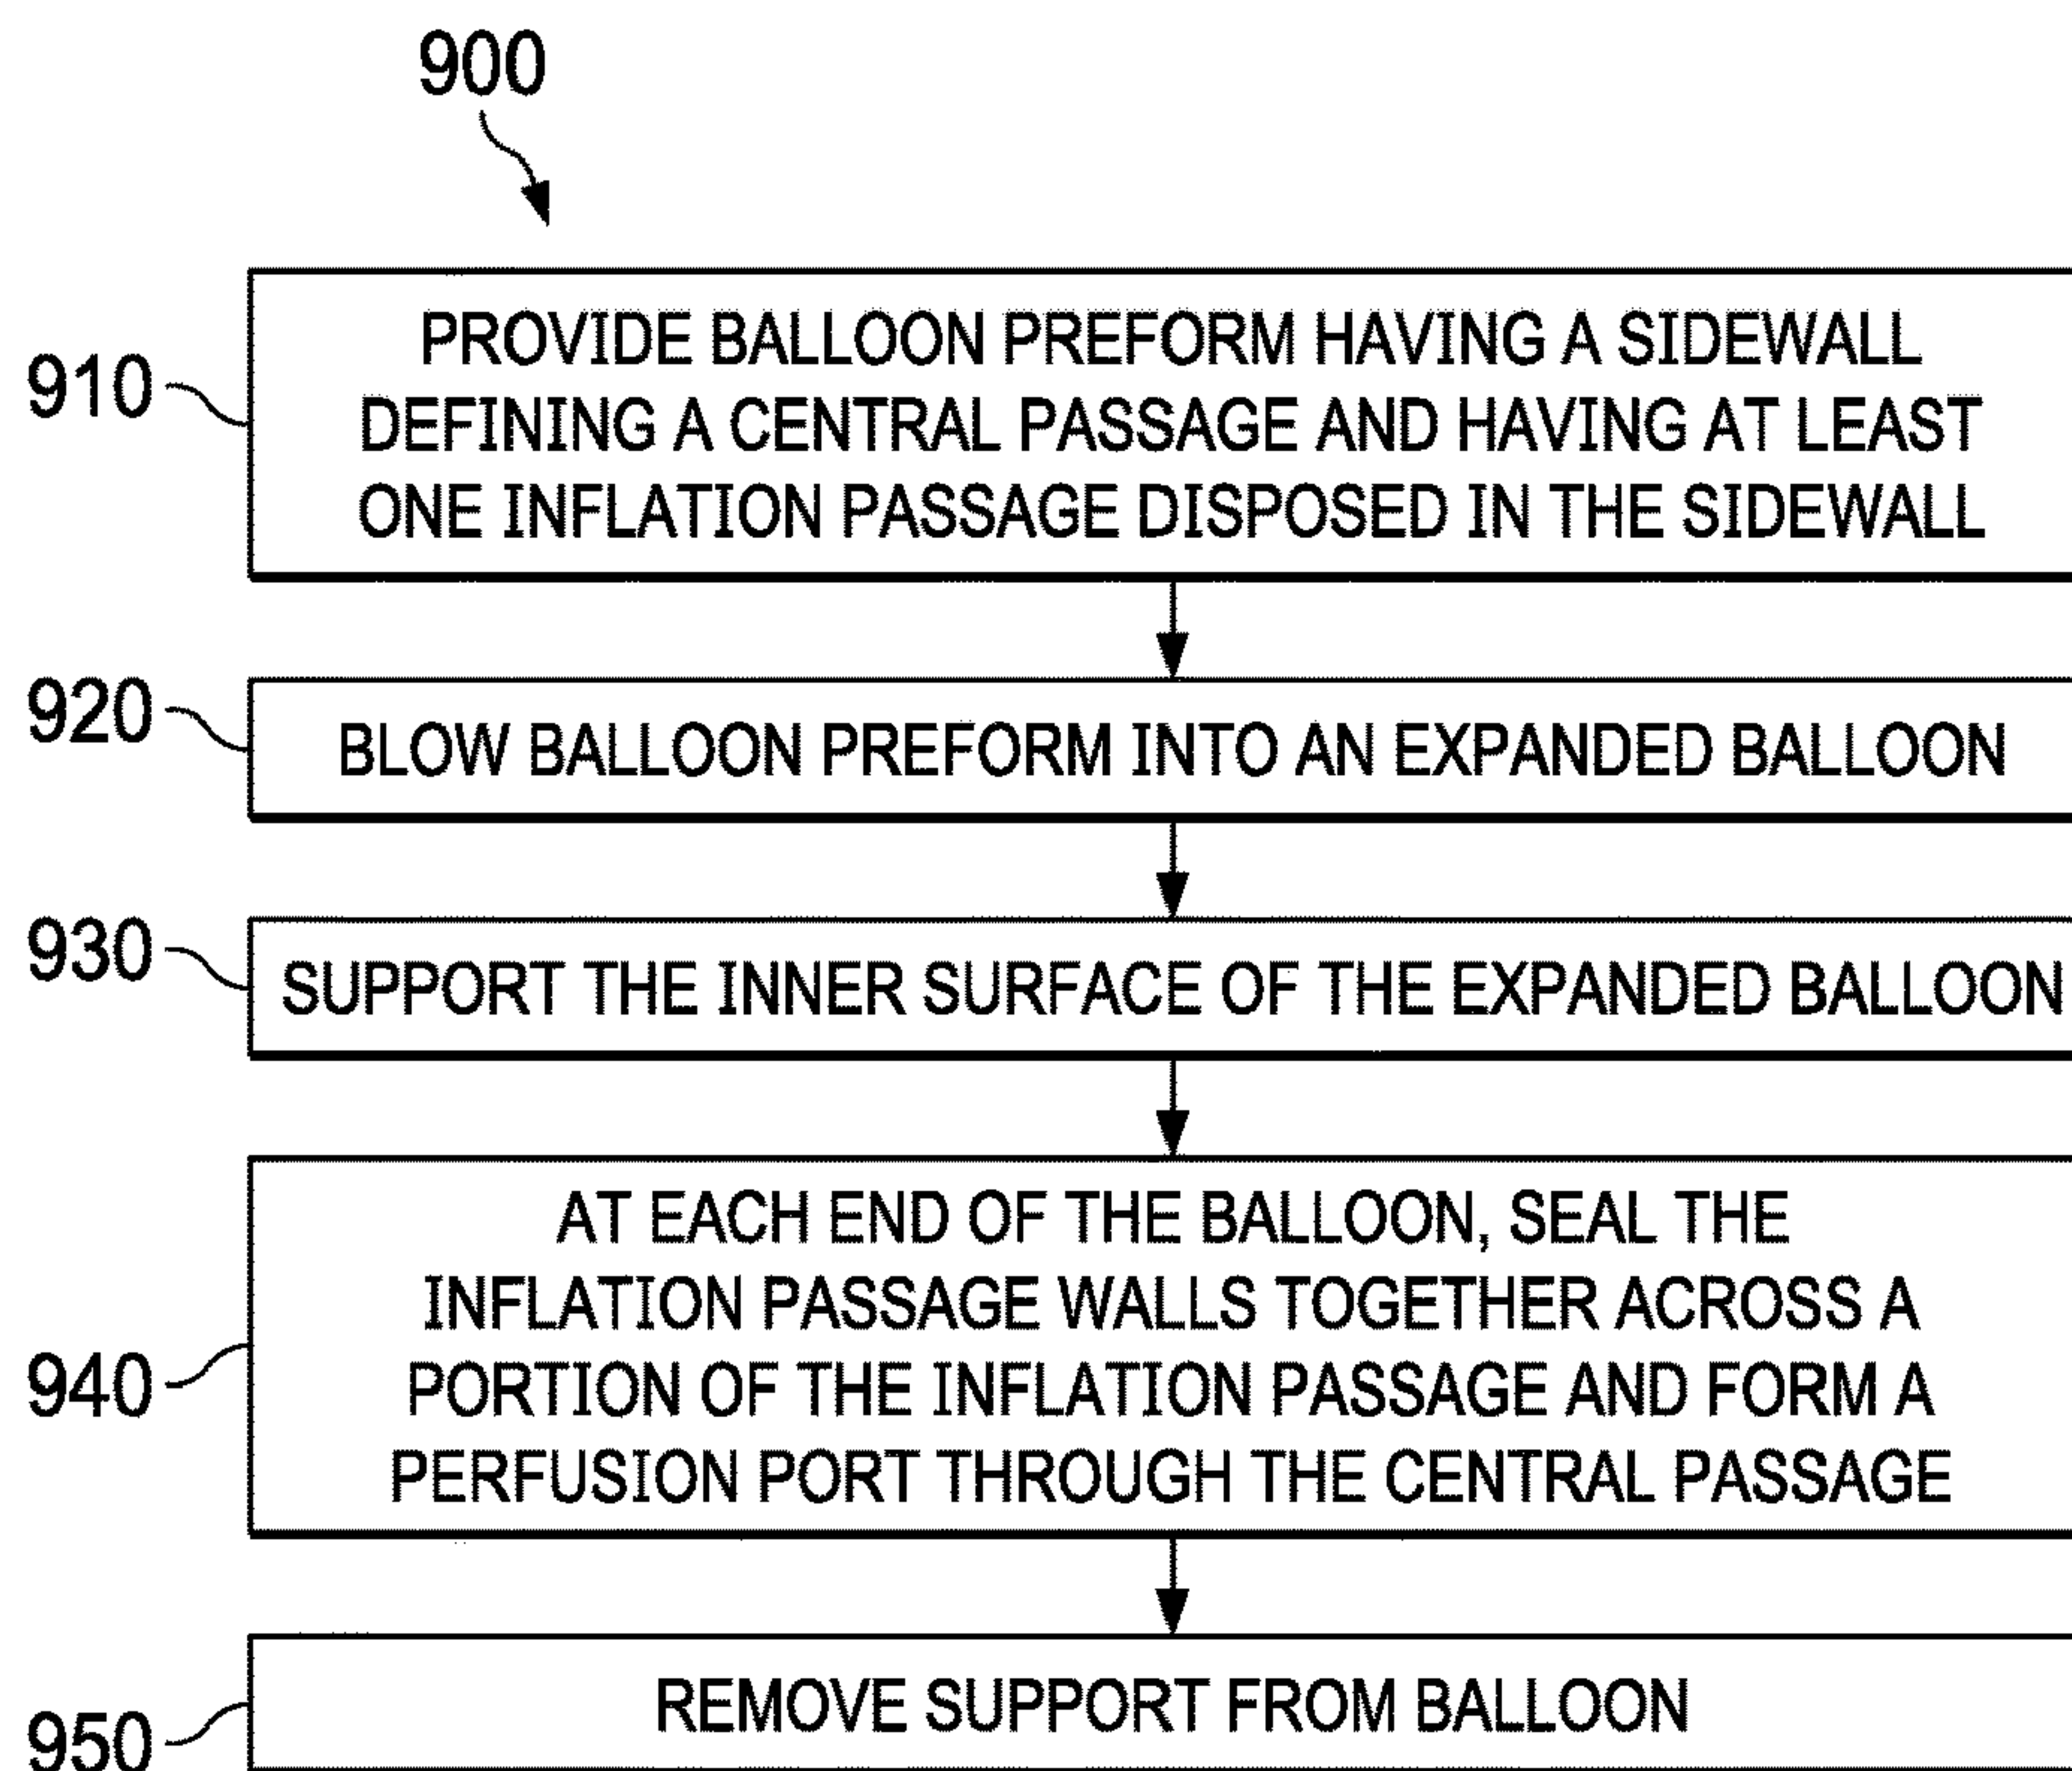 900
910
PROVIDE BALLOON PREFORM HAVING A SIDEWALL
DEFINING A CENTRAL PASSAGE AND HAVING AT LEAST
ONE INFLATION PASSAGE DISPOSED IN THE SIDEWALL
920
BLOW BALLOON PREFORM INTO AN EXPANDED BALLOON
930
SUPPORT THE INNER SURFACE OF THE EXPANDED BALLOON
940
AT EACH END OF THE BALLOON, SEAL THE
INFLATION PASSAGE WALLS TOGETHER ACROSS A
PORTION OF THE INFLATION PASSAGE AND FORM A
PERFUSION PORT THROUGH THE CENTRAL PASSAGE
950
REMOVE SUPPORT FROM BALLOON